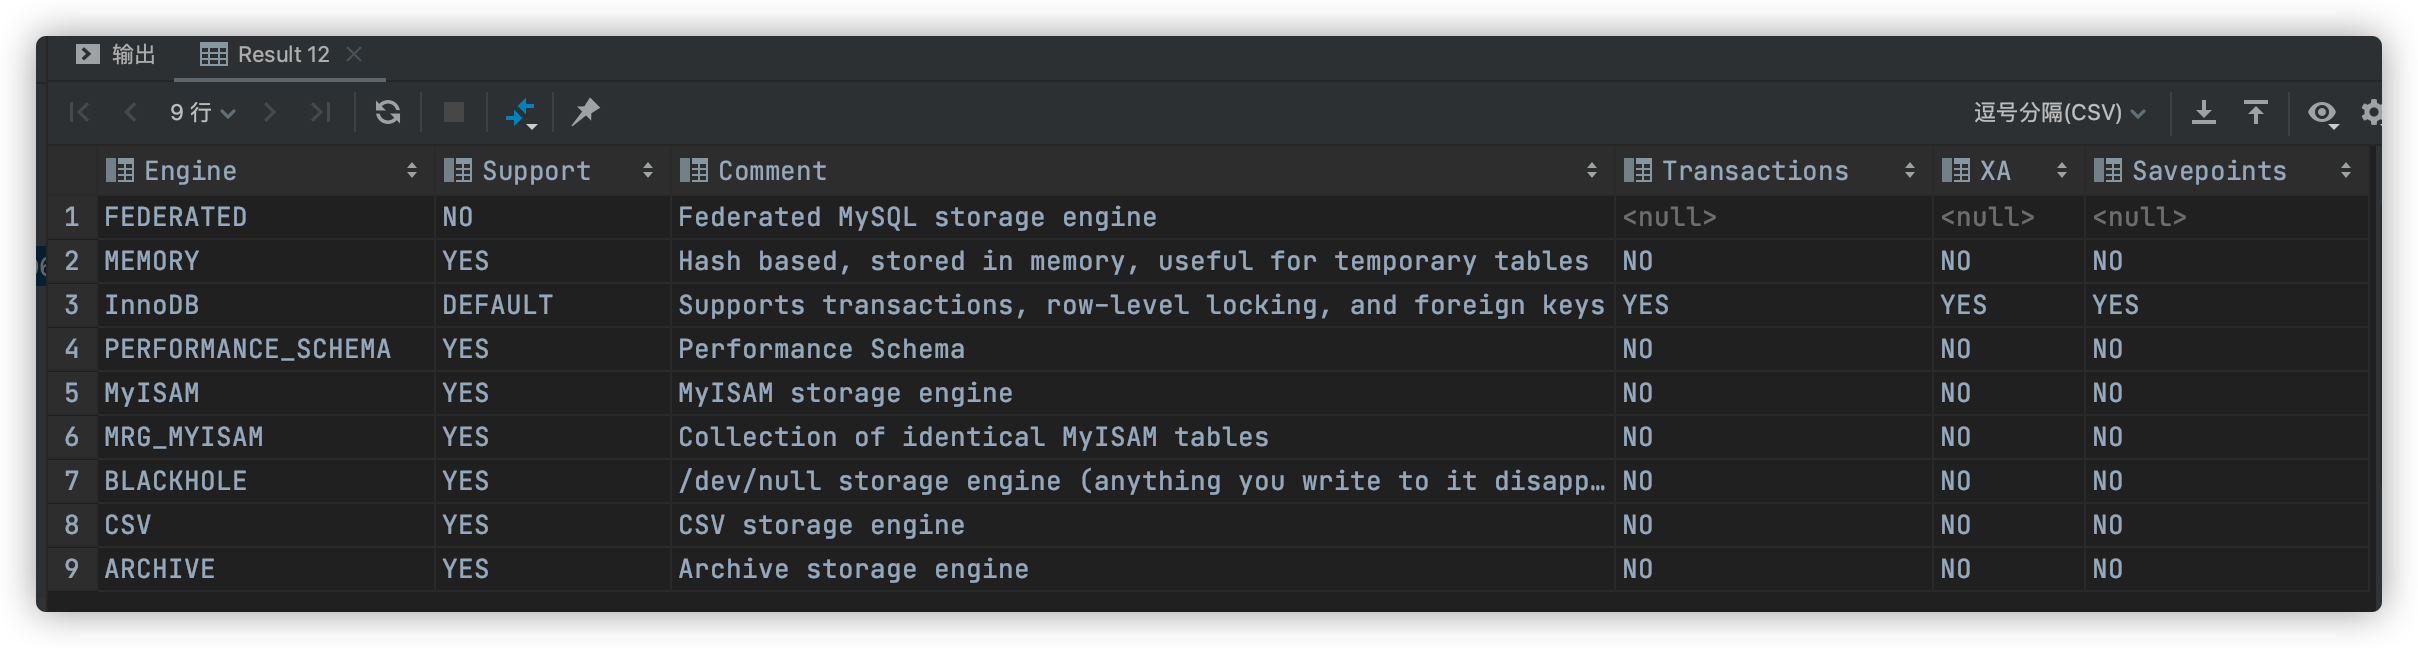 输出 Result 12
9 行 逗号分隔(CSV)
Engine Support Comment Transactions XA Savepoints
1 FEDERATED NO Federated MySQL storage engine <null> <null> <null>
2 MEMORY YES Hash based, stored in memory, useful for temporary tables NO NO NO
3 InnoDB DEFAULT Supports transactions, row-level locking, and foreign keys YES YES YES
4 PERFORMANCE_SCHEMA YES Performance Schema NO NO NO
5 MyISAM YES MyISAM storage engine NO NO NO
6 MRG_MYISAM YES Collection of identical MyISAM tables NO NO NO
7 BLACKHOLE YES /dev/null storage engine (anything you write to it disapp… NO NO NO
8 CSV YES CSV storage engine NO NO NO
9 ARCHIVE YES Archive storage engine NO NO NO